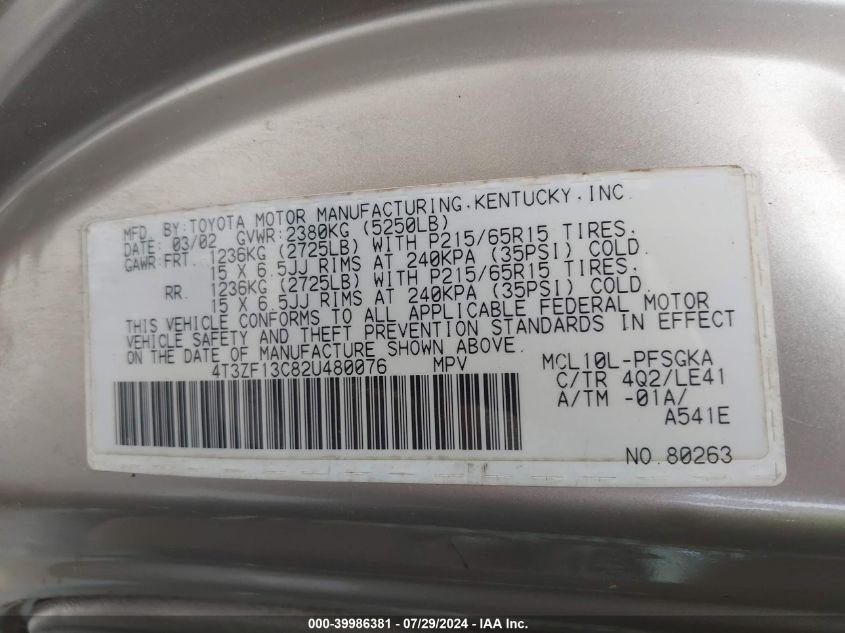 MFD. BY:TOYOTA MOTOR MANUFACTURING,KENTUCKY,INC.
DATE: 03/02 GVWR:2380KG (5250LB)
GAWR:FRT. 1236KG (2725LB) WITH P215/65R15 TIRES.
15 X 6.5JJ RIMS AT 240KPA (35PSI) COLD.
RR. 1236KG (2725LB) WITH P215/65R15 TIRES.
15 X 6.5JJ RIMS AT 240KPA (35PSI) COLD.
THIS VEHICLE CONFORMS TO ALL APPLICABLE FEDERAL MOTOR
VEHICLE SAFETY AND THEFT PREVENTION STANDARDS IN EFFECT
ON THE DATE OF MANUFACTURE SHOWN ABOVE.
4T3ZF13C82U480076 MPV MCL10L-PFSGKA
C/TR 4Q2/LE41
A/TM -01A/
A541E
NO.80263
000-39986381 - 07/29/2024 - IAA Inc.